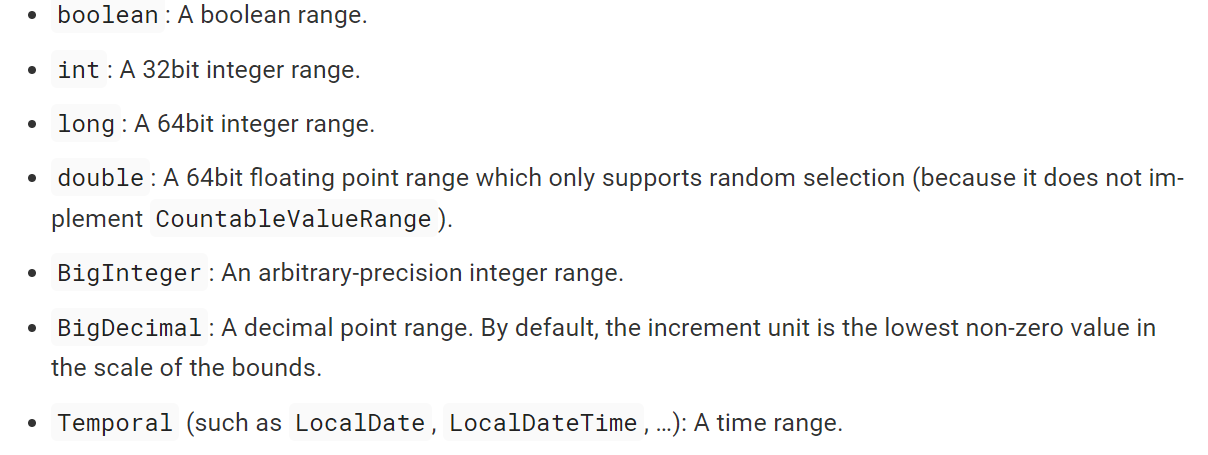 boolean: A boolean range.
int: A 32bit integer range.
long: A 64bit integer range.
double: A 64bit floating point range which only supports random selection (because it does not im-
plement CountableValueRange).
BigInteger: An arbitrary-precision integer range.
BigDecimal: A decimal point range. By default, the increment unit is the lowest non-zero value in
the scale of the bounds.
Temporal (such as LocalDate, LocalDateTime, …): A time range.